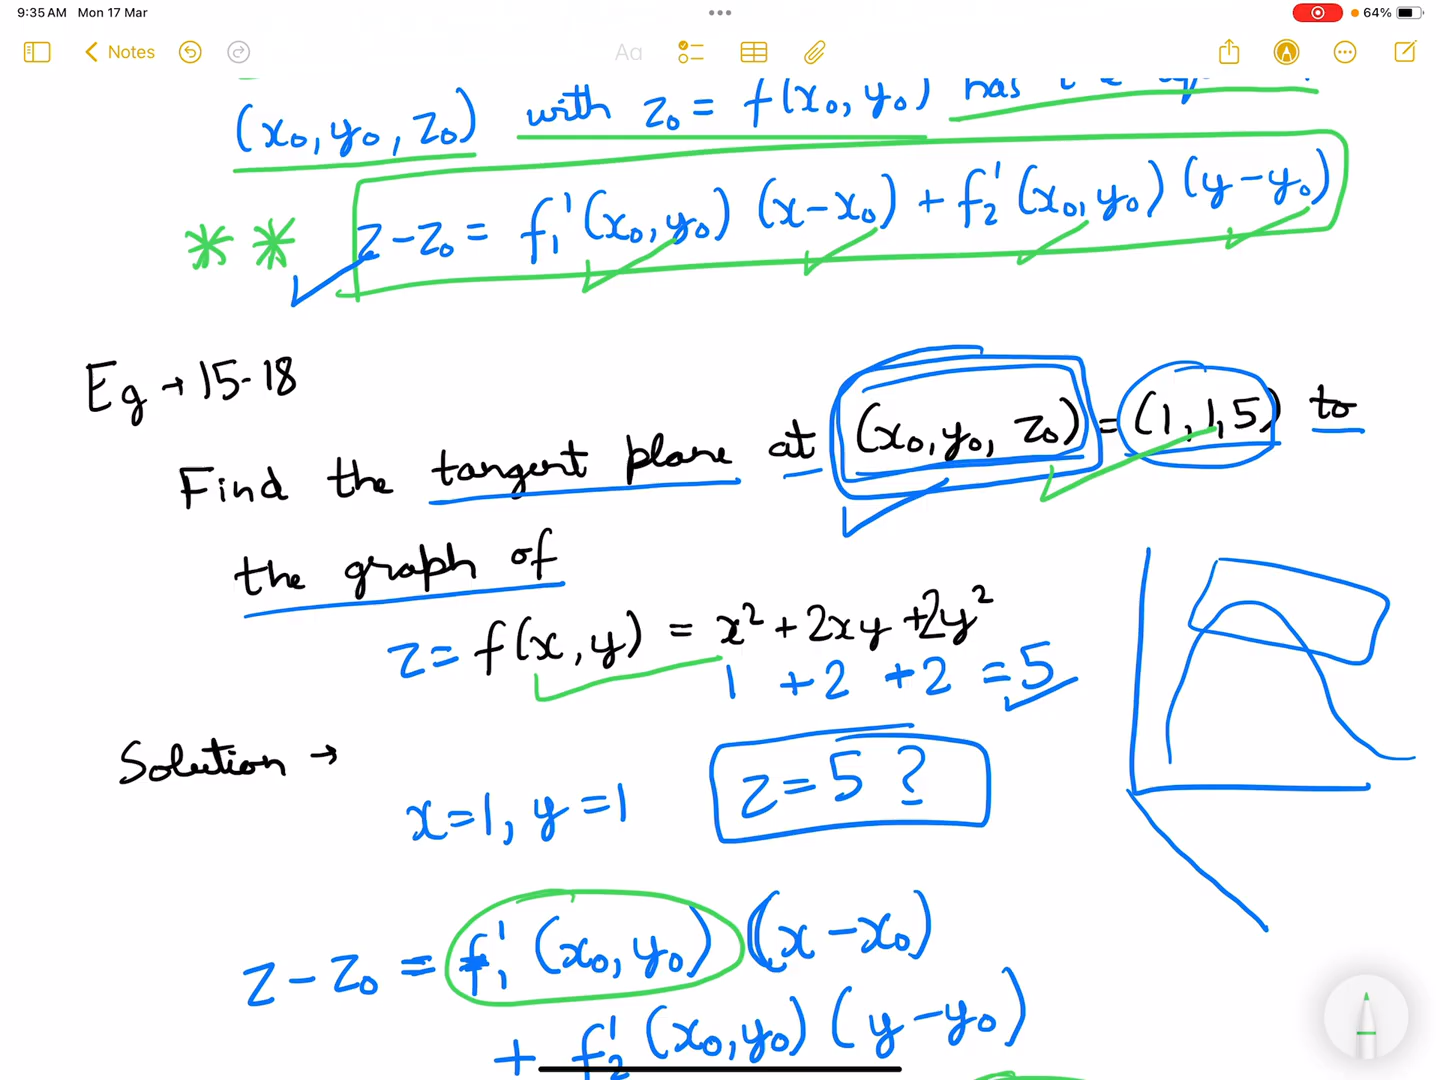 9:35 AM Mon 17 Mar
64%
Notes
Aa
(x₀, y₀, z₀) with z₀ = f(x₀, y₀) has
** z-z₀ = f₁'(x₀, y₀) (x-x₀) + f₂'(x₀, y₀) (y-y₀)
Eg → 15-18
Find the tangent plane at (x₀, y₀, z₀) = (1, 1, 5) to
the graph of
z = f(x, y) = x² + 2xy + 2y²
1 + 2 + 2 = 5
Solution →
x=1, y=1 z=5 ?
z - z₀ = f₁' (x₀, y₀) (x - x₀)
+ f₂' (x₀, y₀) (y - y₀)